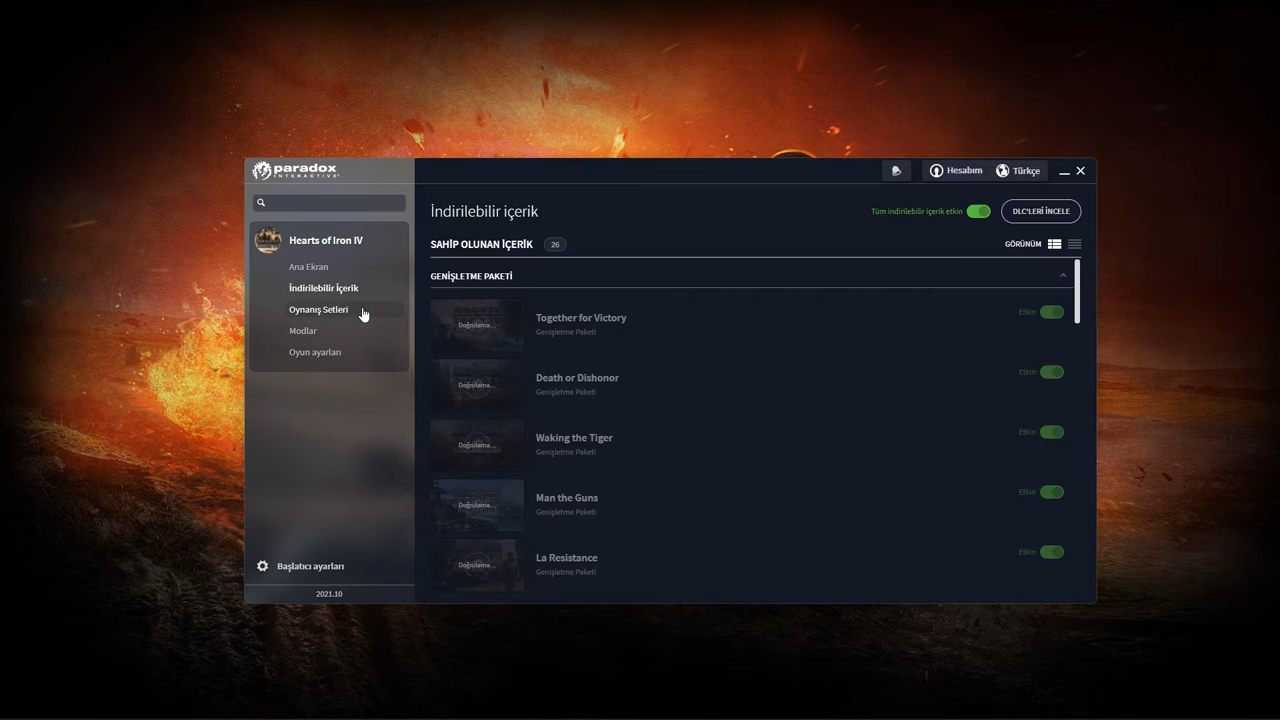 paradox
INTERACTIVE
Hesabım
Türkçe
Hearts of Iron IV
Ana Ekran
İndirilebilir İçerik
Oynanış Setleri
Modlar
Oyun ayarları
Başlatıcı ayarları
2021.10
İndirilebilir içerik
Tüm indirilebilir içerik etkin
DLC'LERİ İNCELE
SAHİP OLUNAN İÇERİK 26
GÖRÜNÜM
GENİŞLETME PAKETİ
Doğrulama...
Together for Victory
Genişletme Paketi
Etkin
Doğrulama...
Death or Dishonor
Genişletme Paketi
Etkin
Doğrulama...
Waking the Tiger
Genişletme Paketi
Etkin
Doğrulama...
Man the Guns
Genişletme Paketi
Etkin
Doğrulama...
La Resistance
Genişletme Paketi
Etkin